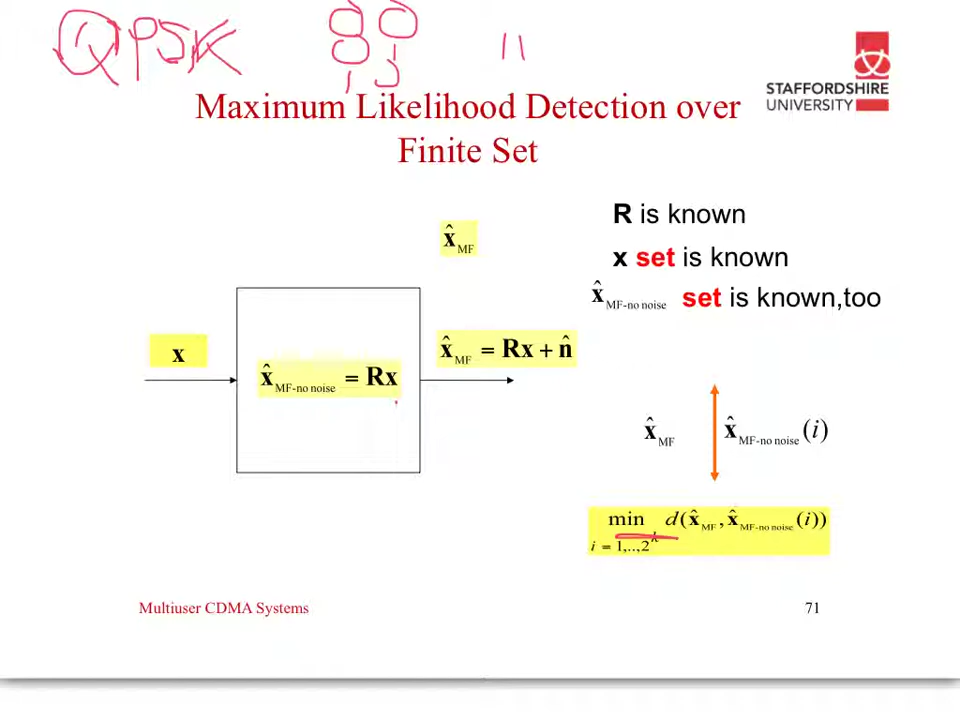 QPSK
STAFFORDSHIRE
UNIVERSITY
Maximum Likelihood Detection over
Finite Set
R is known
x̂MF
x set is known
x̂MF-no noise set is known,too
x
x̂MF = Rx + n̂
x̂MF-no noise = Rx
x̂MF x̂MF-no noise(i)
min d(x̂MF, x̂MF-no noise(i))
i = 1,..,2^k
Multiuser CDMA Systems
71